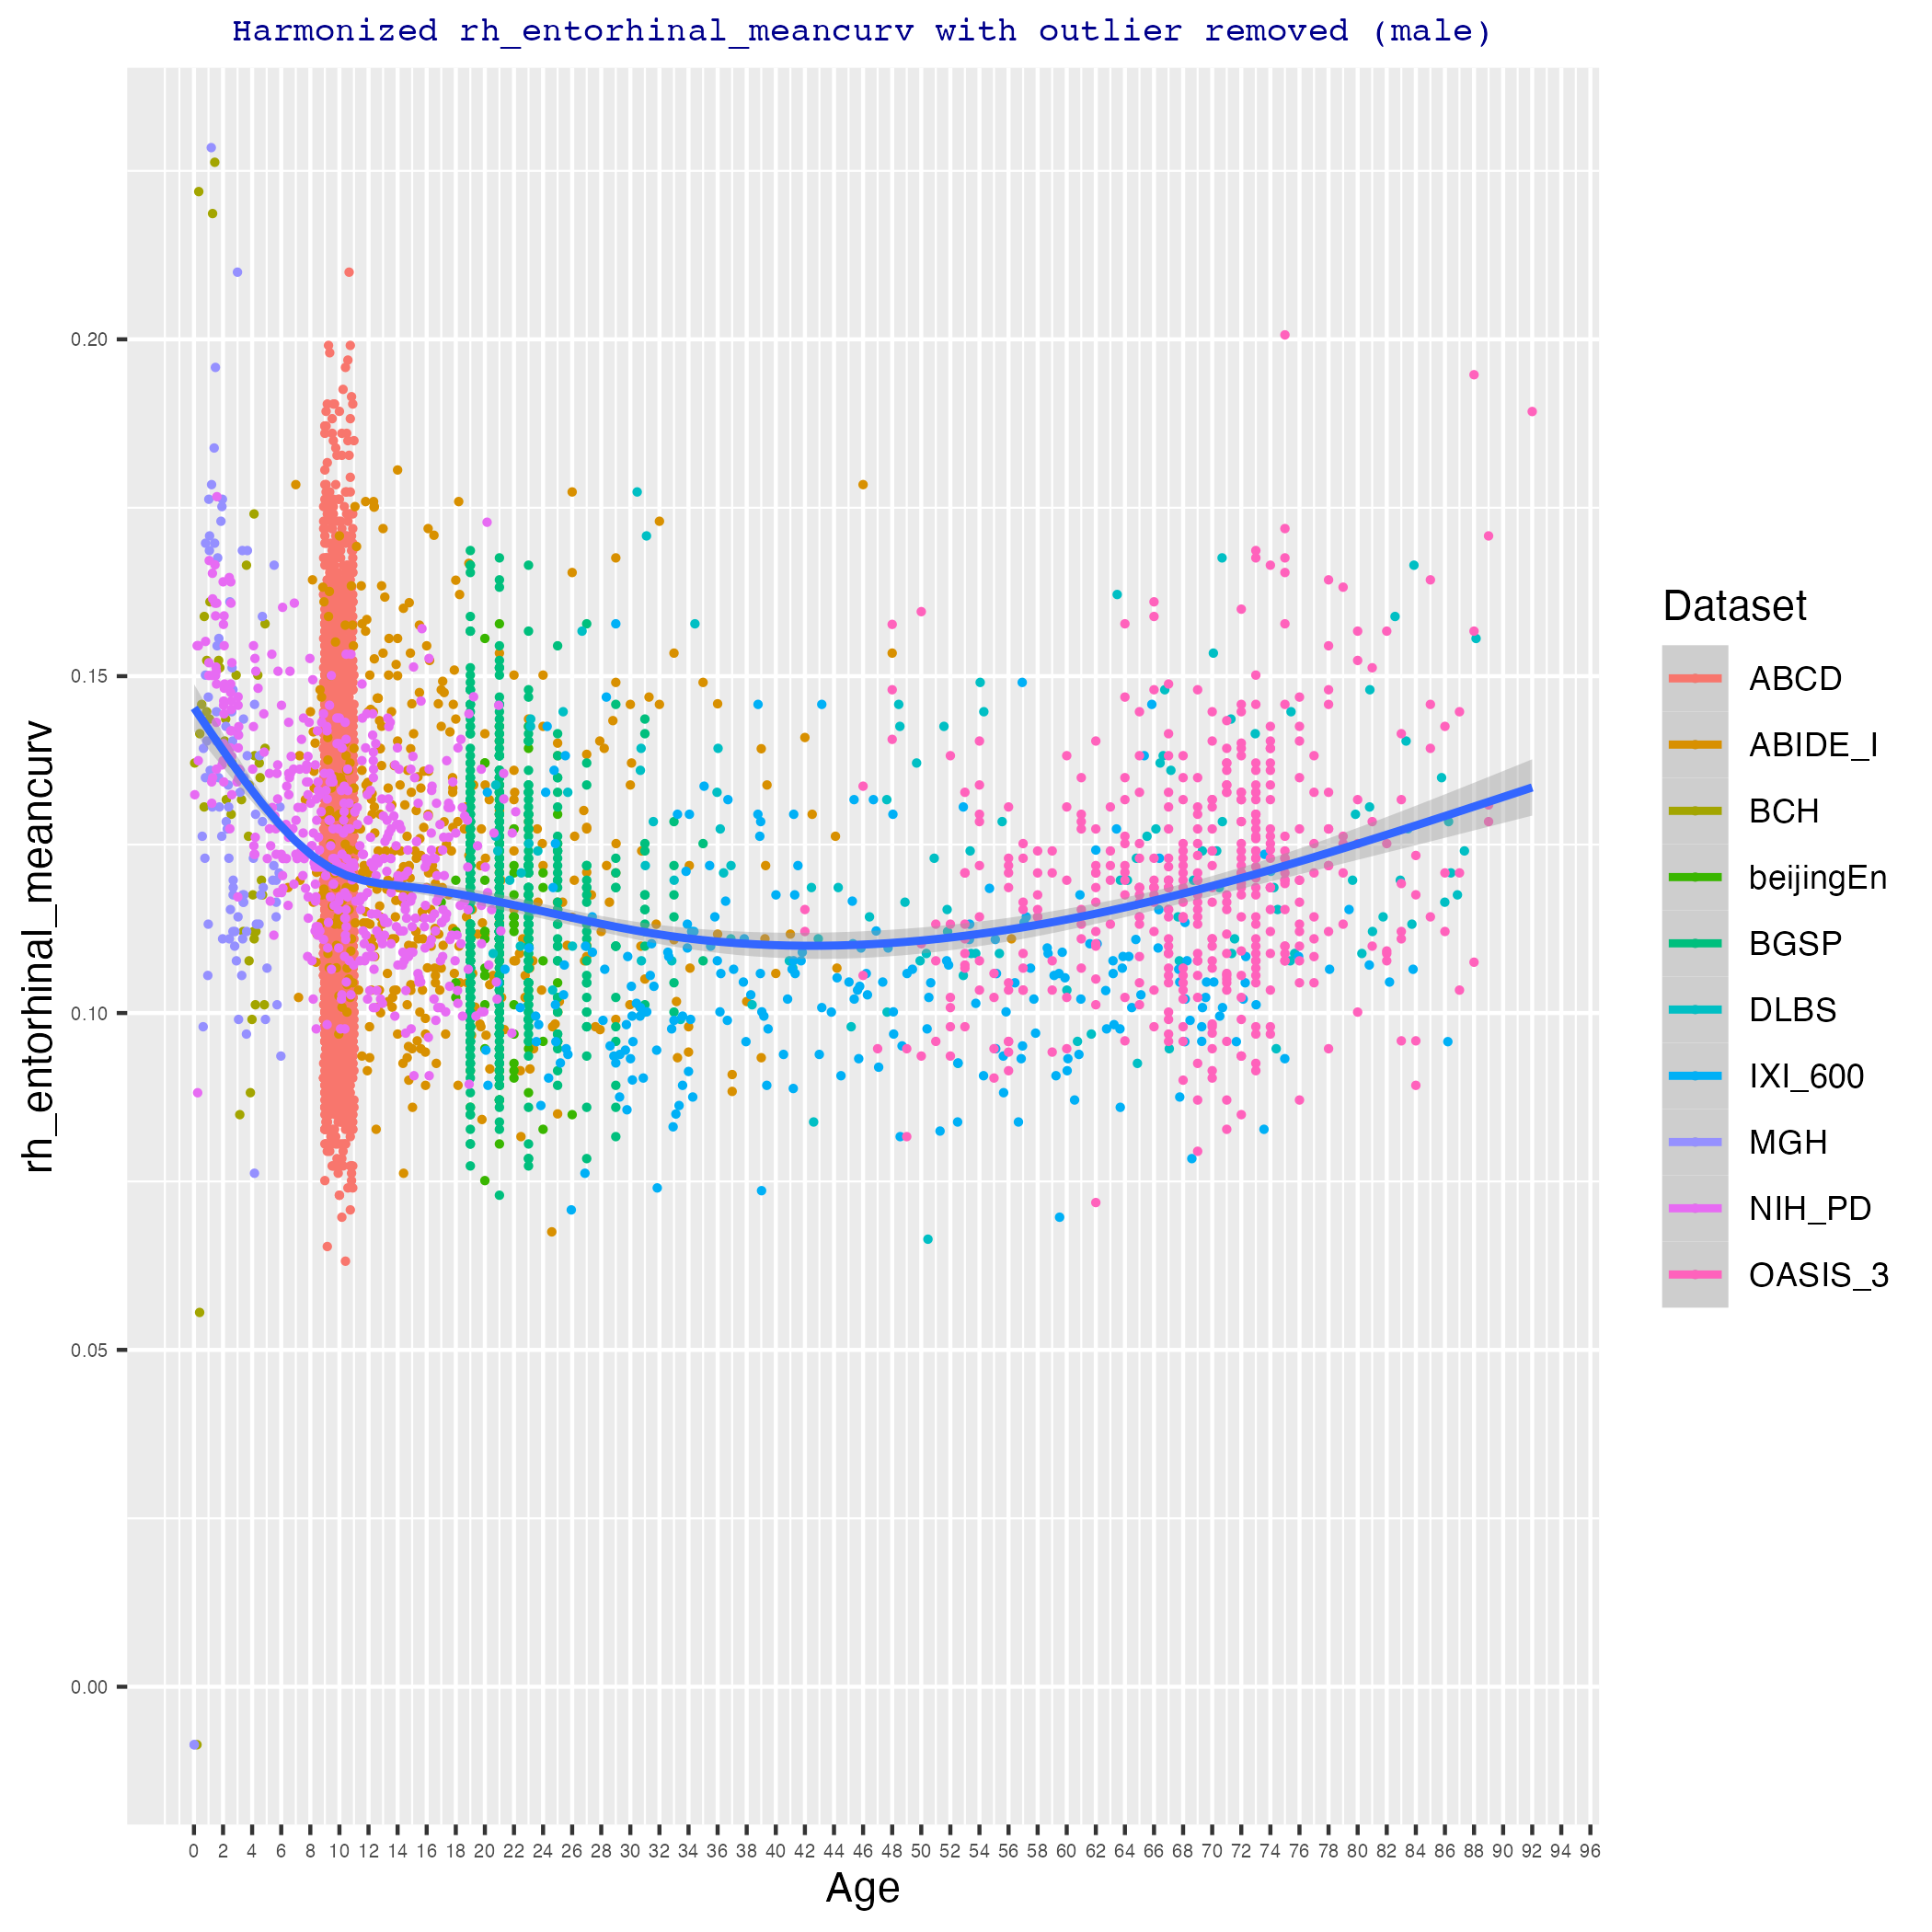 Harmonized rh_entorhinal_meancurv with outlier removed (male)
rh_entorhinal_meancurv
0.20
0.15
0.10
0.05
0.00
0 2 4 6 8 10 12 14 16 18 20 22 24 26 28 30 32 34 36 38 40 42 44 46 48 50 52 54 56 58 60 62 64 66 68 70 72 74 76 78 80 82 84 86 88 90 92 94 96
Age
Dataset
ABCD
ABIDE_I
BCH
beijingEn
BGSP
DLBS
IXI_600
MGH
NIH_PD
OASIS_3